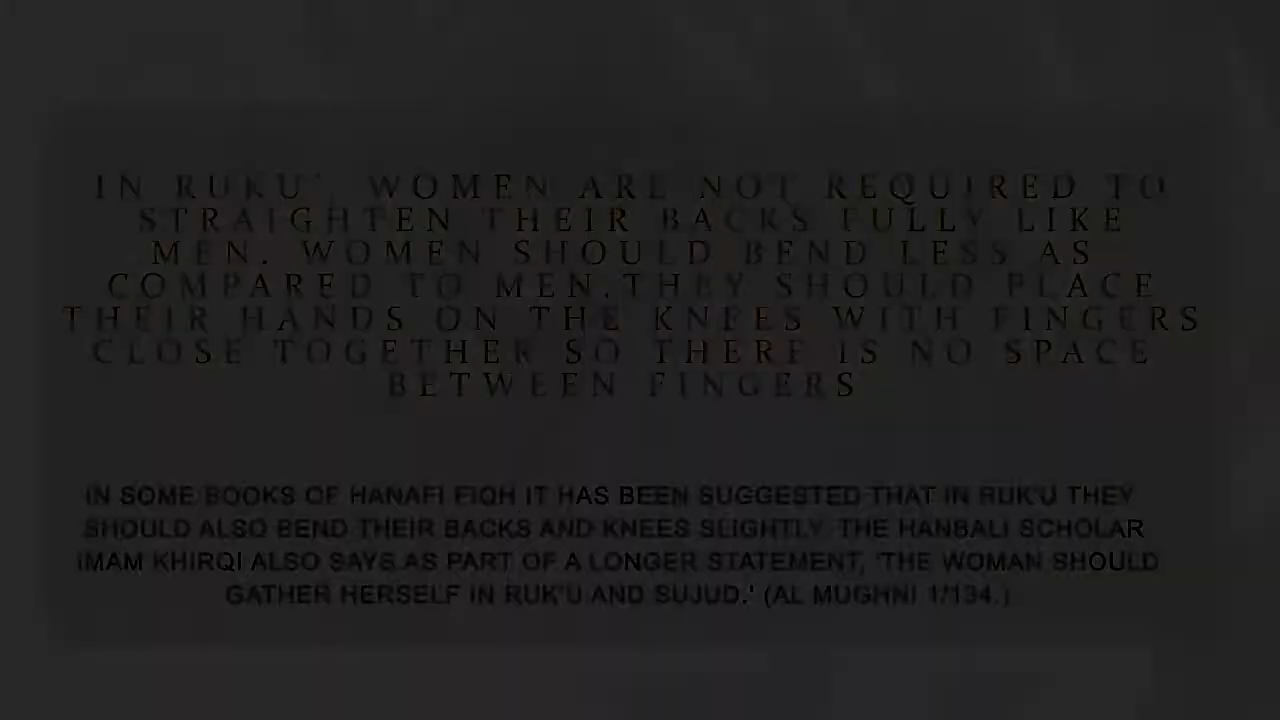 IN RUKU', WOMEN ARE NOT REQUIRED TO
STRAIGHTEN THEIR BACKS FULLY LIKE
MEN. WOMEN SHOULD BEND LESS AS
COMPARED TO MEN.THEY SHOULD PLACE
THEIR HANDS ON THE KNEES WITH FINGERS
CLOSE TOGETHER SO THERE IS NO SPACE
BETWEEN FINGERS
IN SOME BOOKS OF HANAFI FIQH IT HAS BEEN SUGGESTED THAT IN RUK'U THEY
SHOULD ALSO BEND THEIR BACKS AND KNEES SLIGHTLY. THE HANBALI SCHOLAR
IMAM KHIRQI ALSO SAYS AS PART OF A LONGER STATEMENT, 'THE WOMAN SHOULD
GATHER HERSELF IN RUK'U AND SUJUD.' (AL MUGHNI 1/134.)